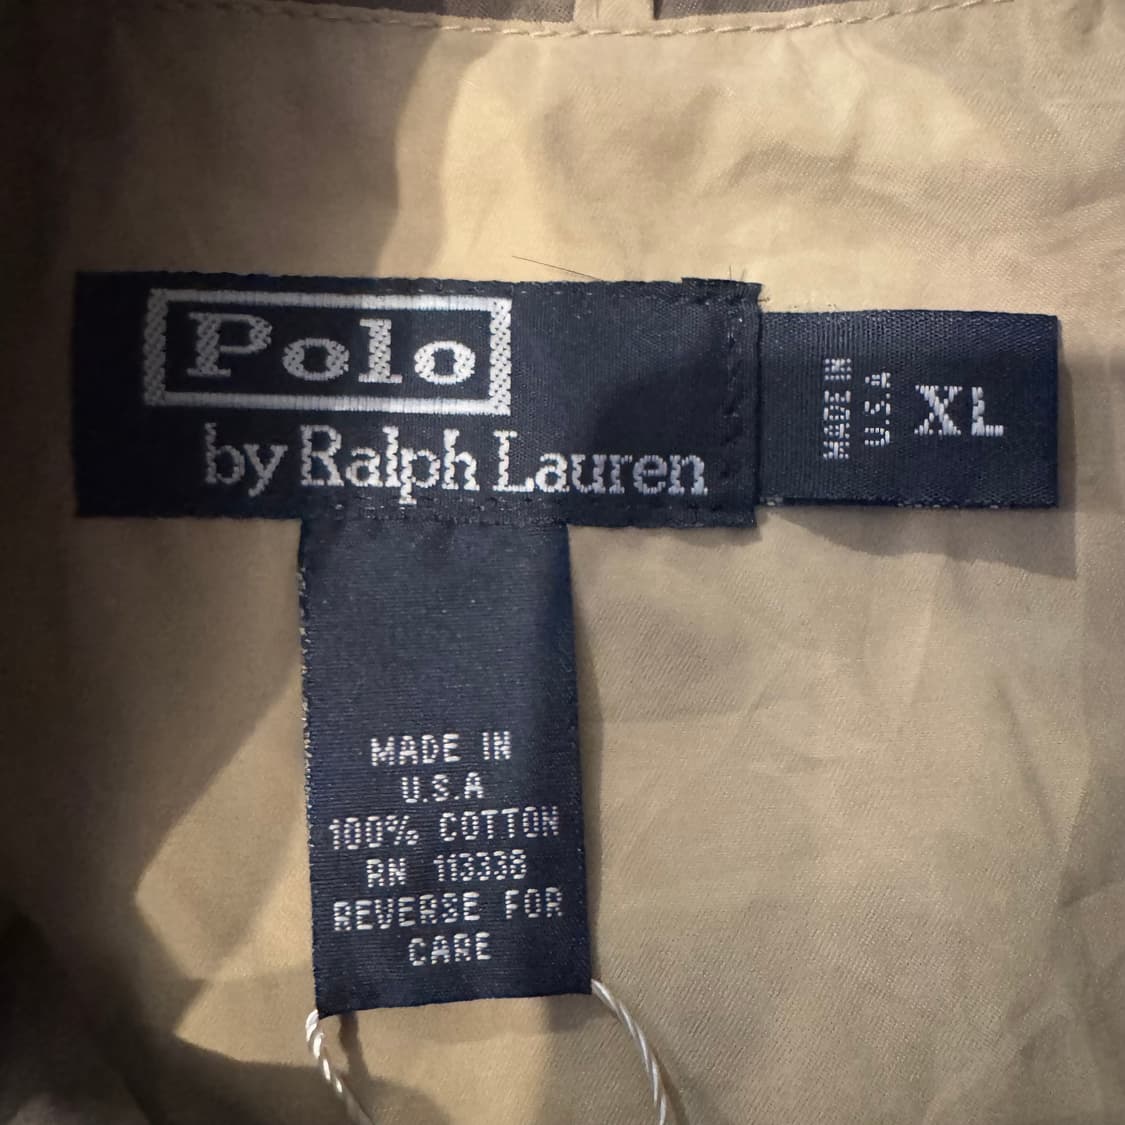 Polo
by Ralph Lauren
MADE IN
U.S.A
XL
MADE IN
U.S.A
100% COTTON
RN 113338
REVERSE FOR
CARE